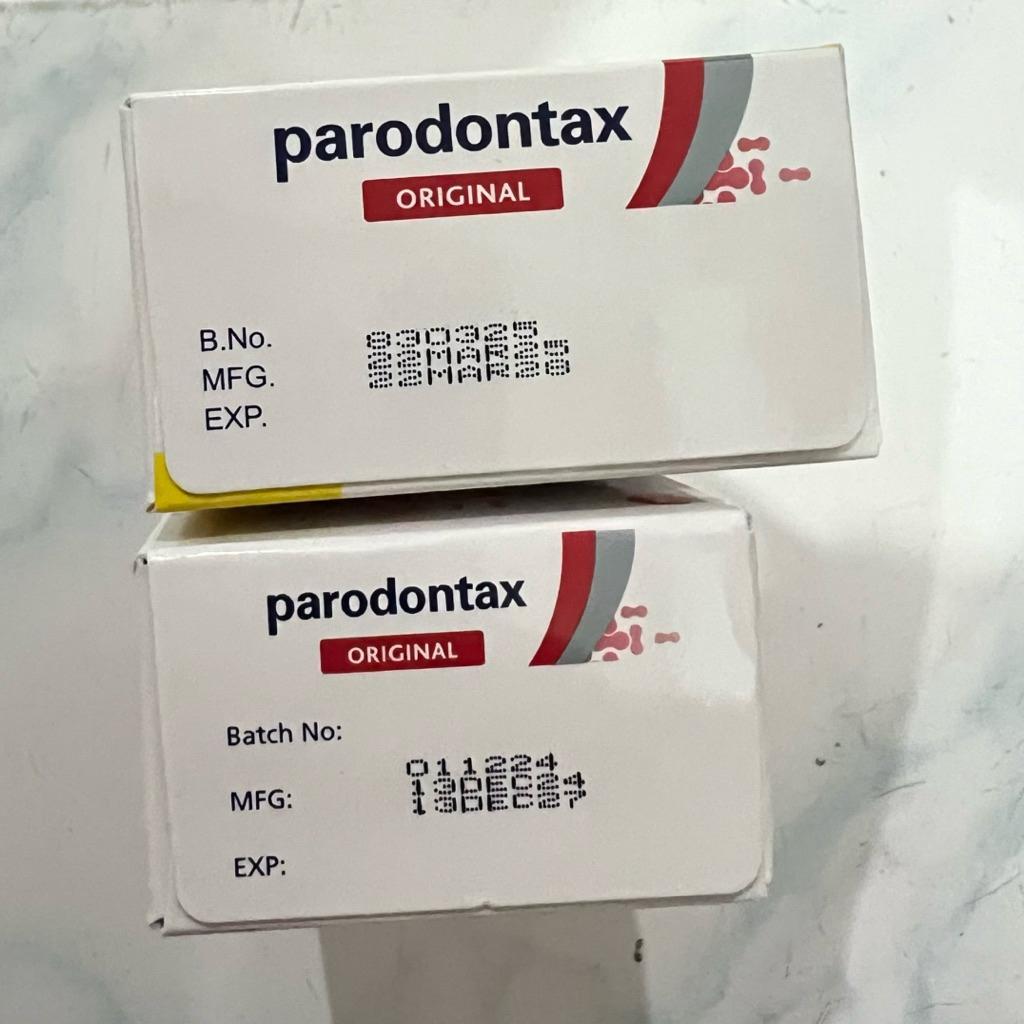 parodontax
ORIGINAL
B.No. 830325
MFG. 22MAR25
EXP. 22MAR28
parodontax
ORIGINAL
Batch No: 011224
MFG: 13DEC24
EXP: 13DEC27